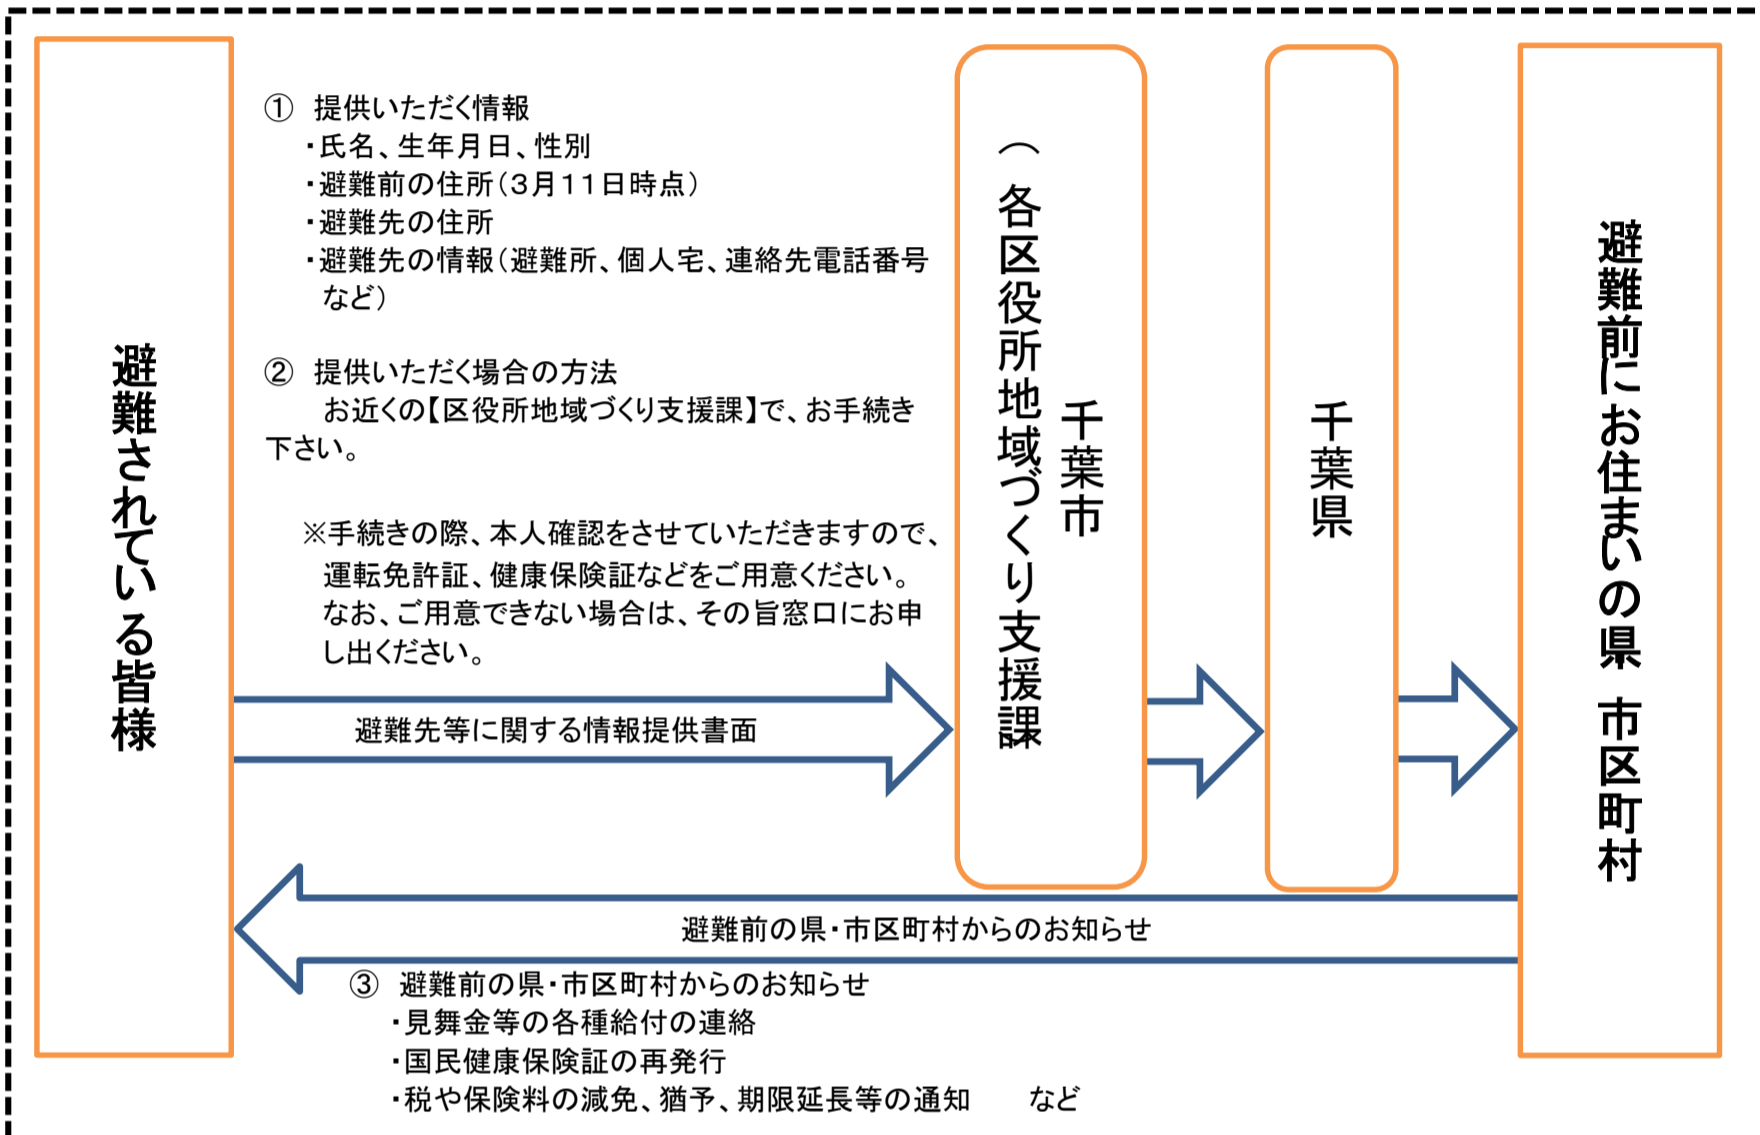 避難されている皆様
① 提供いただく情報
・氏名、生年月日、性別
・避難前の住所(3月11日時点)
・避難先の住所
・避難先の情報(避難所、個人宅、連絡先電話番号
など)
② 提供いただく場合の方法
お近くの【区役所地域づくり支援課】で、お手続き
下さい。
※手続きの際、本人確認をさせていただきますので、
運転免許証、健康保険証などをご用意ください。
なお、ご用意できない場合は、その旨窓口にお申
し出ください。
避難先等に関する情報提供書面
千葉市
（各区役所地域づくり支援課
千葉県
避難前にお住まいの県 市区町村
避難前の県・市区町村からのお知らせ
③ 避難前の県・市区町村からのお知らせ
・見舞金等の各種給付の連絡
・国民健康保険証の再発行
・税や保険料の減免、猶予、期限延長等の通知　　など